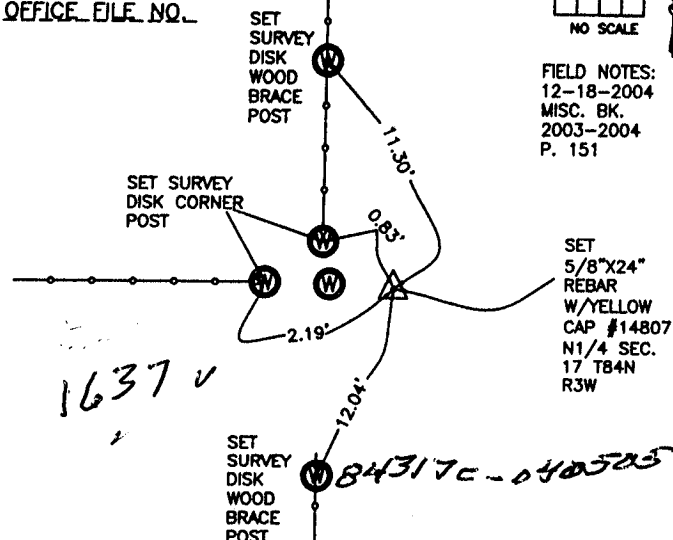 OFFICE FILE NO.
NO SCALE
SET
SURVEY
DISK
WOOD
BRACE
POST
W
FIELD NOTES:
12-18-2004
MISC. BK.
2003-2004
P. 151
11.30'
SET SURVEY
DISK CORNER
POST
0.83'
W
W
W
SET
5/8"X24"
REBAR
W/YELLOW
CAP #14807
N1/4 SEC.
17 T84N
R3W
2.19'
1637
12.04'
SET
SURVEY
DISK
WOOD
BRACE
POST
W
84317c-040505